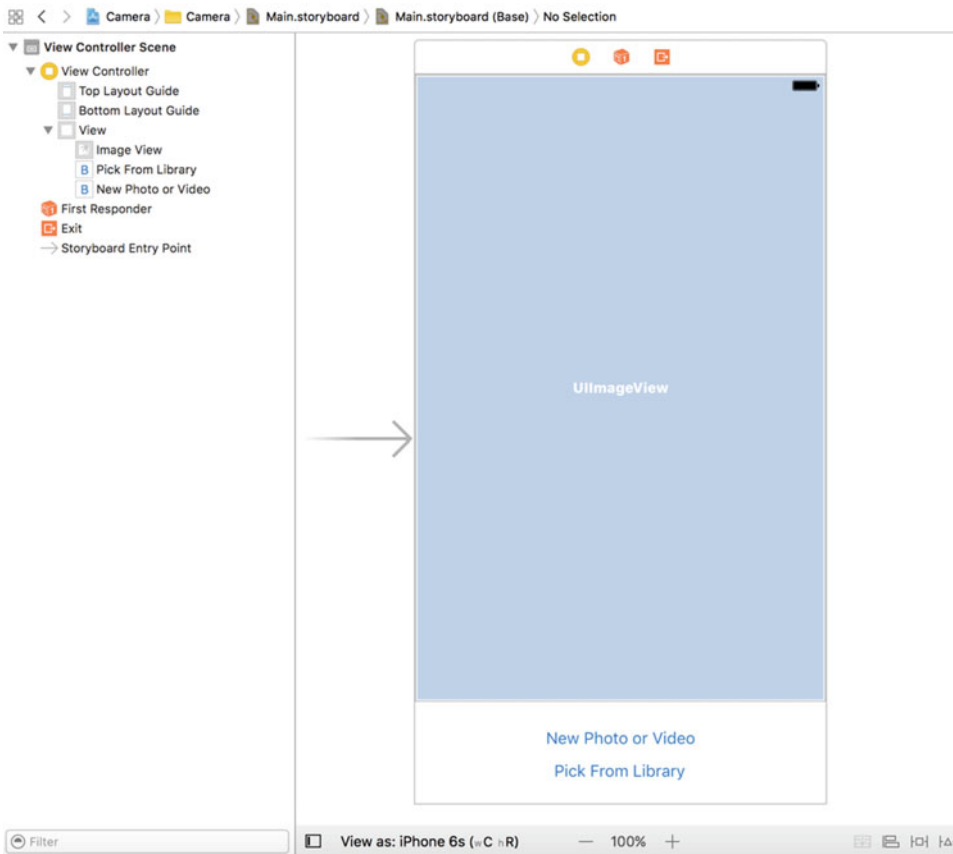 Camera Camera Main.storyboard Main.storyboard (Base) No Selection
View Controller Scene
View Controller
Top Layout Guide
Bottom Layout Guide
View
Image View
B Pick From Library
B New Photo or Video
First Responder
Exit
Storyboard Entry Point
UIImageView
New Photo or Video
Pick From Library
Filter
View as: iPhone 6s (wC hR) — 100% +